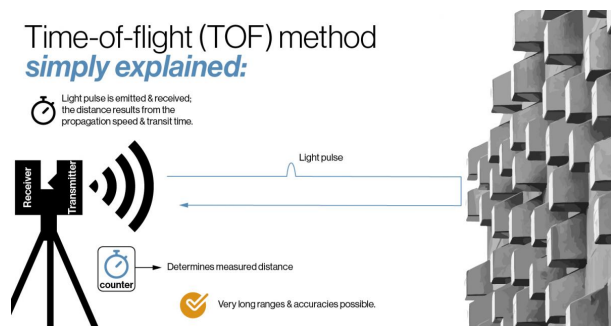 Time-of-flight (TOF) method
simply explained:
Light pulse is emitted & received;
the distance results from the
propagation speed & transit time.
Receiver
Transmitter
Light pulse
counter
Determines measured distance
Very long ranges & accuracies possible.